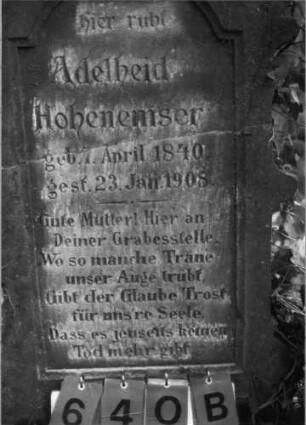 hier ruht
Adelheid
Hohenemser
geb. 1. April 1840.
gest. 23. Jan. 1908.
Gute Mutter! Hier an
Deiner Grabesstelle,
Wo so manche Träne
unser Auge trübt,
Gibt der Glaube Trost
für uns're Seele,
Dass es jenseits keinen
Tod mehr gibt.
640B